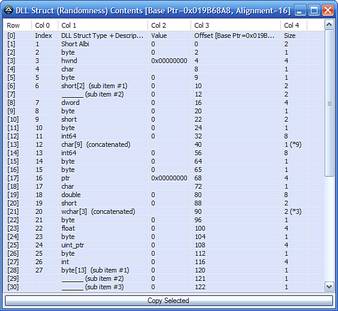 DLL Struct (Randomness) Contents [Base Ptr=0x019B68A8, Alignment=16]
Row Col 0 Col 1 Col 2 Col 3 Col 4
[0] Index DLL Struct Type + Descrip... Value Offset [Base Ptr=0x019B... Size
[1] 1 Short Albi 0 0 2
[2] 2 byte 0 2 1
[3] 3 hwnd 0x00000000 4 4
[4] 4 char 8 1
[5] 5 byte 0 9 1
[6] 6 short[2] (sub item #1) 0 10 2
[7] ______ (sub item #2) 0 12 2
[8] 7 dword 0 16 4
[9] 8 byte 0 20 1
[10] 9 short 0 22 2
[11] 10 byte 0 24 1
[12] 11 int64 0 32 8
[13] 12 char[9] (concatenated) 40 1 (*9)
[14] 13 int64 0 56 8
[15] 14 byte 0 64 1
[16] 15 byte 0 65 1
[17] 16 ptr 0x00000000 68 4
[18] 17 char 72 1
[19] 18 double 0 80 8
[20] 19 short 0 88 2
[21] 20 wchar[3] (concatenated) 90 2 (*3)
[22] 21 byte 0 96 1
[23] 22 float 0 100 4
[24] 23 byte 0 104 1
[25] 24 uint_ptr 0 108 4
[26] 25 byte 0 112 1
[27] 26 int 0 116 4
[28] 27 byte[13] (sub item #1) 0 120 1
[29] ______ (sub item #2) 0 121 1
[30] ______ (sub item #3) 0 122 1
Copy Selected